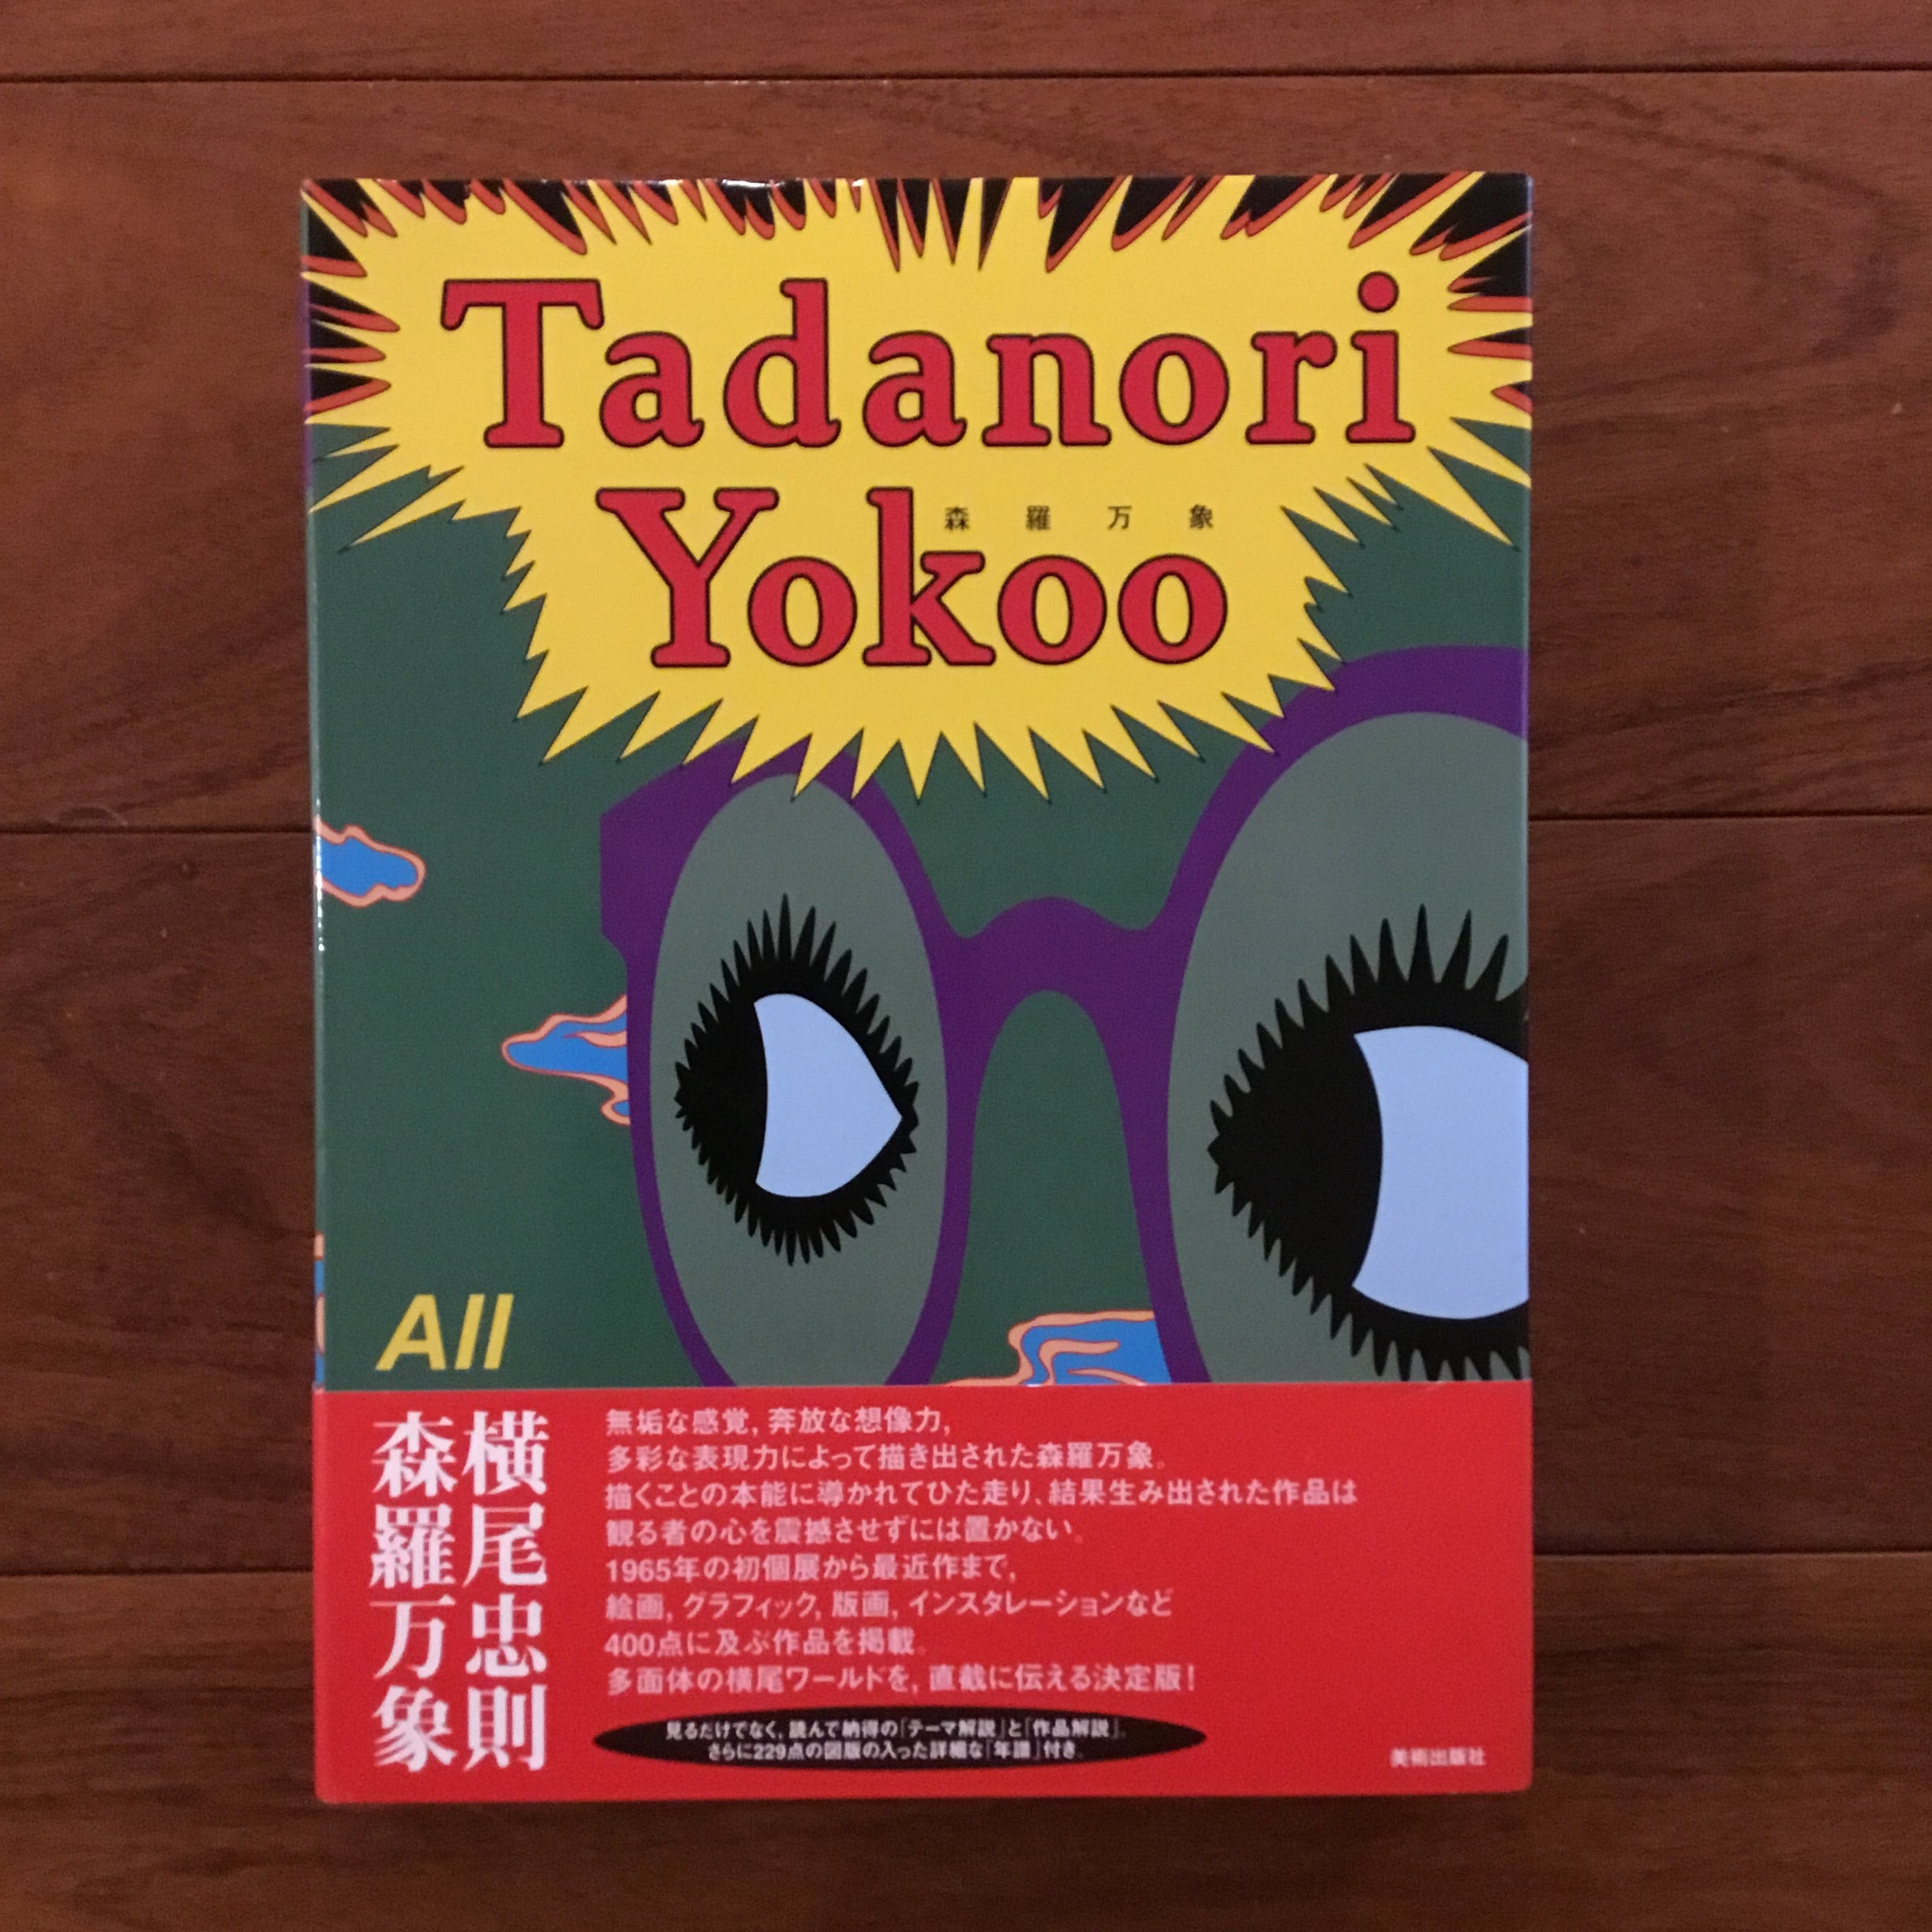 Tadanori
Yokoo
森羅万象
All
横尾忠則
森羅万象
無垢な感覚，奔放な想像力，
多彩な表現力によって描き出された森羅万象。
描くことの本能に導かれてひた走り、結果生み出された作品は
観る者の心を震撼させずには置かない。
1965年の初個展から最近作まで，
絵画，グラフィック，版画，インスタレーションなど
400点に及ぶ作品を掲載。
多面体の横尾ワールドを，直截に伝える決定版！
見るだけでなく，読んで納得の「テーマ解説」と「作品解説」。
さらに229点の図版の入った詳細な「年譜」付き。
美術出版社